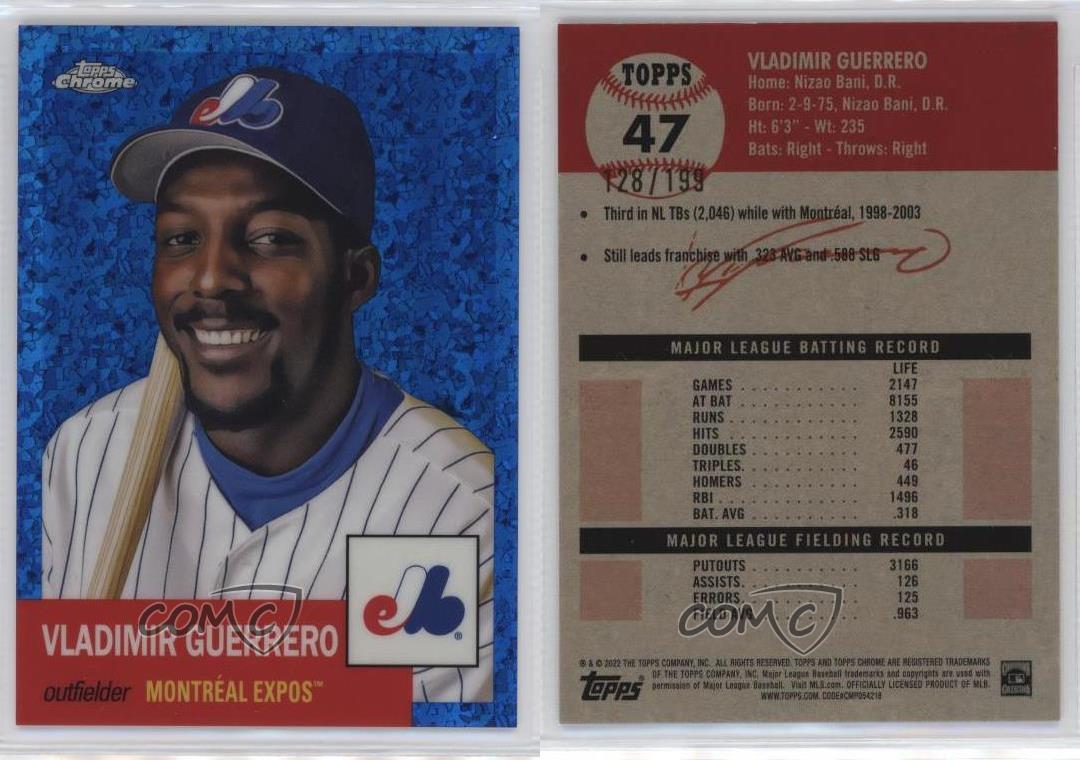 Topps
Chrome
COMC
VLADIMIR GUERRERO
®
outfielder MONTRÉAL EXPOS™
TOPPS
47
128/199
VLADIMIR GUERRERO
Home: Nizao Bani, D.R.
Born: 2-9-75, Nizao Bani, D.R.
Ht: 6'3" - Wt: 235
Bats: Right - Throws: Right
• Third in NL TBs (2,046) while with Montréal, 1998-2003
• Still leads franchise with .323 AVG and .588 SLG
MAJOR LEAGUE BATTING RECORD
LIFE
GAMES . . . . . . . . . . . 2147
AT BAT . . . . . . . . . . . 8155
RUNS . . . . . . . . . . . 1328
HITS . . . . . . . . . . . 2590
DOUBLES . . . . . . . . . . 477
TRIPLES. . . . . . . . . . . 46
HOMERS . . . . . . . . . . 449
RBI . . . . . . . . . . . . 1496
BAT. AVG . . . . . . . . . . .318
MAJOR LEAGUE FIELDING RECORD
PUTOUTS . . . . . . . . . . 3166
ASSISTS. . . . . . . . . . . 126
ERRORS . . . . . . . . . . 125
FIELD AVG . . . . . . . . . .963
COMC
® & © 2022 THE TOPPS COMPANY, INC. ALL RIGHTS RESERVED. TOPPS AND TOPPS CHROME ARE REGISTERED TRADEMARKS
OF THE TOPPS COMPANY, INC. Major League Baseball trademarks and copyrights are used with
permission of Major League Baseball. Visit MLB.com. OFFICIALLY LICENSED PRODUCT OF MLB.
WWW.TOPPS.COM. CODE#CMP054218
Topps